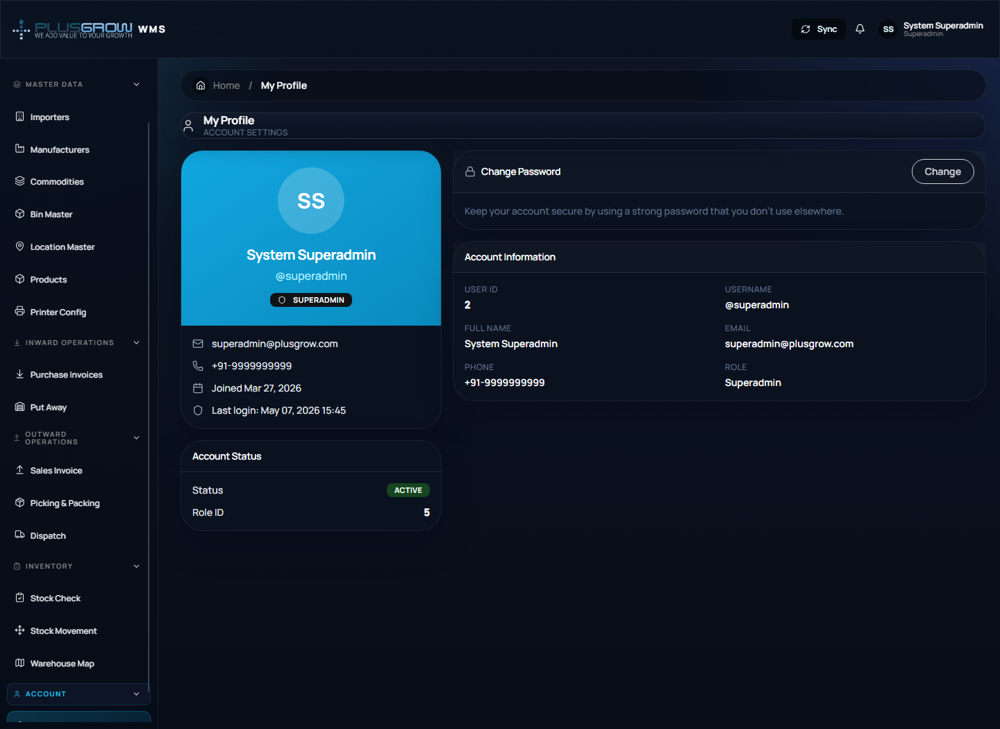 PLUSGROW WMS
WE ADD VALUE TO YOUR GROWTH
Sync
SS
System Superadmin
Superadmin
MASTER DATA
Importers
Manufacturers
Commodities
Bin Master
Location Master
Products
Printer Config
INWARD OPERATIONS
Purchase Invoices
Put Away
OUTWARD
OPERATIONS
Sales Invoice
Picking & Packing
Dispatch
INVENTORY
Stock Check
Stock Movement
Warehouse Map
ACCOUNT
Home / My Profile
My Profile
ACCOUNT SETTINGS
SS
System Superadmin
@superadmin
SUPERADMIN
superadmin@plusgrow.com
+91-9999999999
Joined Mar 27, 2026
Last login: May 07, 2026 15:45
Account Status
Status ACTIVE
Role ID 5
Change Password Change
Keep your account secure by using a strong password that you don't use elsewhere.
Account Information
USER ID USERNAME
2 @superadmin
FULL NAME EMAIL
System Superadmin superadmin@plusgrow.com
PHONE ROLE
+91-9999999999 Superadmin